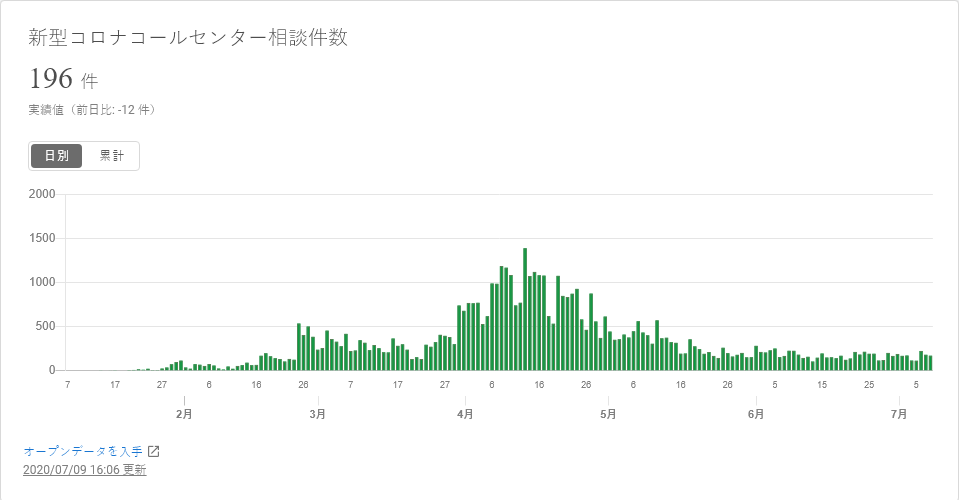 新型コロナコールセンター相談件数
196 件
実績値（前日比: -12 件）
日別 累計
2000
1500
1000
500
0
7 17 27 6 16 26 7 17 27 6 16 26 6 16 26 5 15 25 5
2月 3月 4月 5月 6月 7月
オープンデータを入手
2020/07/09 16:06 更新